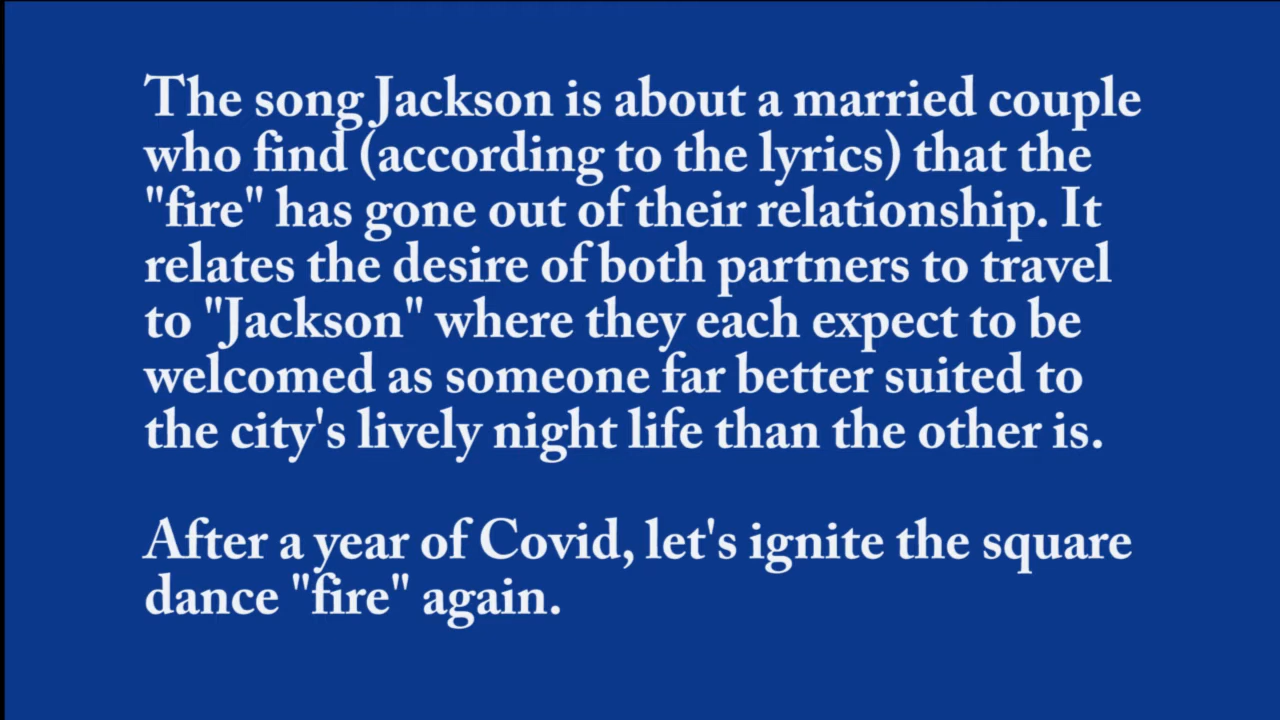 The song Jackson is about a married couple
who find (according to the lyrics) that the
"fire" has gone out of their relationship. It
relates the desire of both partners to travel
to "Jackson" where they each expect to be
welcomed as someone far better suited to
the city's lively night life than the other is.
After a year of Covid, let's ignite the square
dance "fire" again.